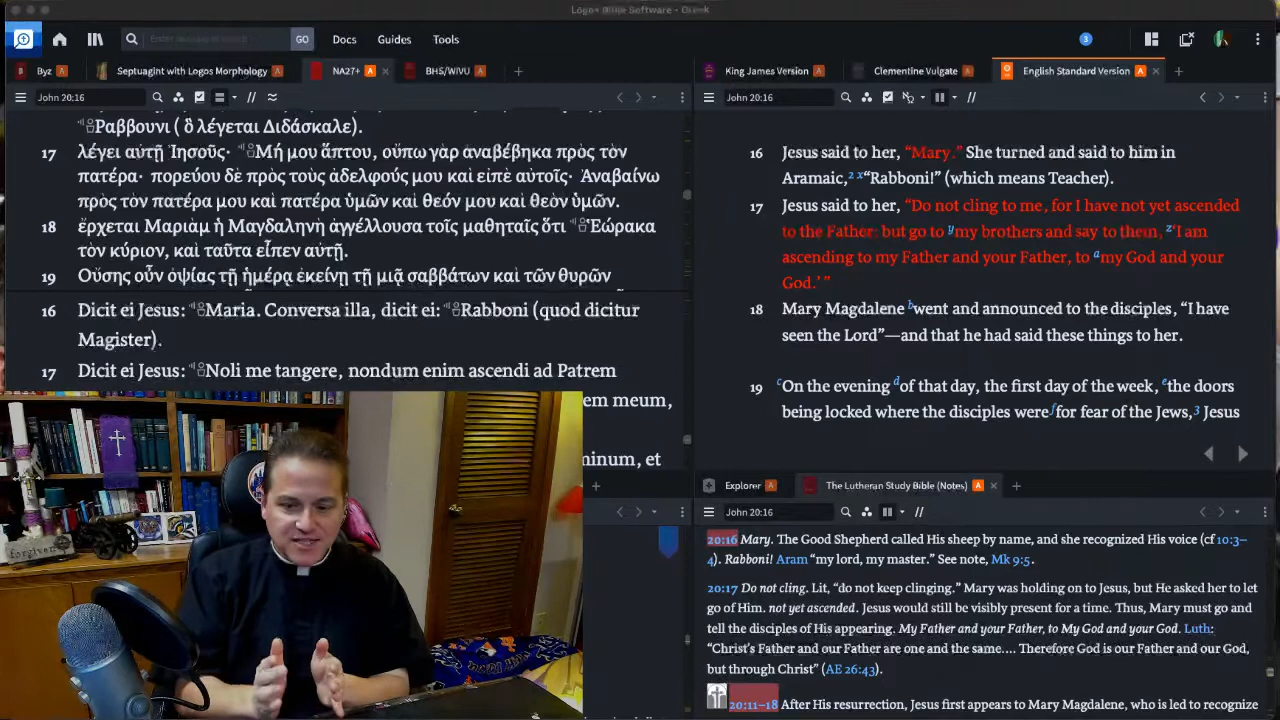 Logos Bible Software - Greek
GO
Docs
Guides
Tools
3
Byz A
Septuagint with Logos Morphology A
NA27+ A
BHS/WIVU A
King James Version A
Clementine Vulgate A
English Standard Version A
John 20:16
John 20:16
Ῥαββουνι ( ὃ λέγεται Διδάσκαλε).
17 λέγει αὐτῇ Ἰησοῦς· Μή μου ἅπτου, οὔπω γὰρ ἀναβέβηκα πρὸς τὸν
πατέρα· πορεύου δὲ πρὸς τοὺς ἀδελφούς μου καὶ εἰπὲ αὐτοῖς· Ἀναβαίνω
πρὸς τὸν πατέρα μου καὶ πατέρα ὑμῶν καὶ θεόν μου καὶ θεὸν ὑμῶν.
18 ἔρχεται Μαριὰμ ἡ Μαγδαληνὴ ἀγγέλλουσα τοῖς μαθηταῖς ὅτι Ἑώρακα
τὸν κύριον, καὶ ταῦτα εἶπεν αὐτῇ.
19 Οὔσης οὖν ὀψίας τῇ ἡμέρᾳ ἐκείνῃ τῇ μιᾷ σαββάτων καὶ τῶν θυρῶν
16 Dicit ei Jesus: Maria. Conversa illa, dicit ei: Rabboni (quod dicitur
Magister).
17 Dicit ei Jesus: Noli me tangere, nondum enim ascendi ad Patrem
em meum,
minum, et
16 Jesus said to her, “Mary.” She turned and said to him in
Aramaic,2 x“Rabboni!” (which means Teacher).
17 Jesus said to her, “Do not cling to me, for I have not yet ascended
to the Father; but go to ymy brothers and say to them, z‘I am
ascending to my Father and your Father, to amy God and your
God.’”
18 Mary Magdalene bwent and announced to the disciples, “I have
seen the Lord”—and that he had said these things to her.
19 cOn the evening dof that day, the first day of the week, ethe doors
being locked where the disciples were ffor fear of the Jews,3 Jesus
Explorer A
The Lutheran Study Bible (Notes) A
John 20:16
20:16 Mary. The Good Shepherd called His sheep by name, and she recognized His voice (cf 10:3–
4). Rabboni! Aram “my lord, my master.” See note, Mk 9:5.
20:17 Do not cling. Lit, “do not keep clinging.” Mary was holding on to Jesus, but He asked her to let
go of Him. not yet ascended. Jesus would still be visibly present for a time. Thus, Mary must go and
tell the disciples of His appearing. My Father and your Father, to My God and your God. Luth:
“Christ’s Father and our Father are one and the same.… Therefore God is our Father and our God,
but through Christ” (AE 26:43).
20:11–18 After His resurrection, Jesus first appears to Mary Magdalene, who is led to recognize
forgiven